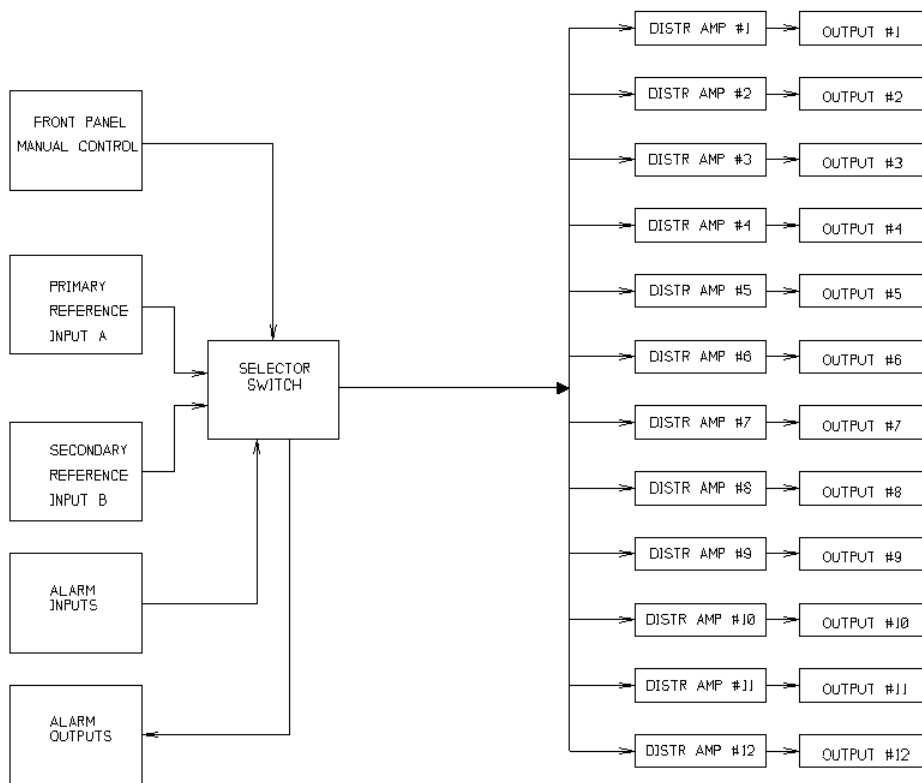 FRONT PANEL
MANUAL CONTROL
PRIMARY
REFERENCE
INPUT A
SECONDARY
REFERENCE
INPUT B
ALARM
INPUTS
ALARM
OUTPUTS
SELECTOR
SWITCH
DISTR AMP #1
OUTPUT #1
DISTR AMP #2
OUTPUT #2
DISTR AMP #3
OUTPUT #3
DISTR AMP #4
OUTPUT #4
DISTR AMP #5
OUTPUT #5
DISTR AMP #6
OUTPUT #6
DISTR AMP #7
OUTPUT #7
DISTR AMP #8
OUTPUT #8
DISTR AMP #9
OUTPUT #9
DISTR AMP #10
OUTPUT #10
DISTR AMP #11
OUTPUT #11
DISTR AMP #12
OUTPUT #12